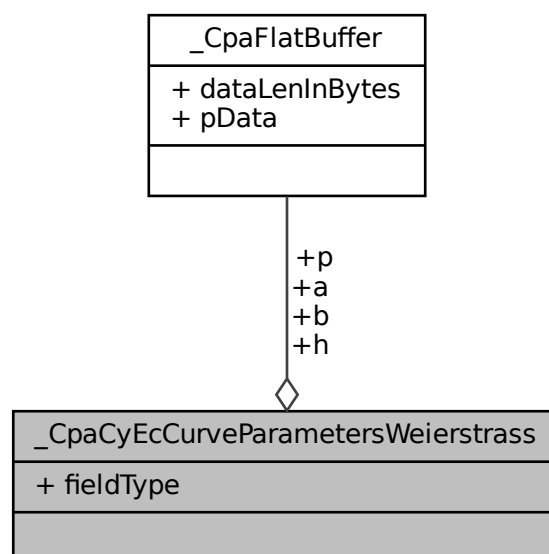 _CpaFlatBuffer
+ dataLenInBytes
+ pData
+p
+a
+b
+h
_CpaCyEcCurveParametersWeierstrass
+ fieldType